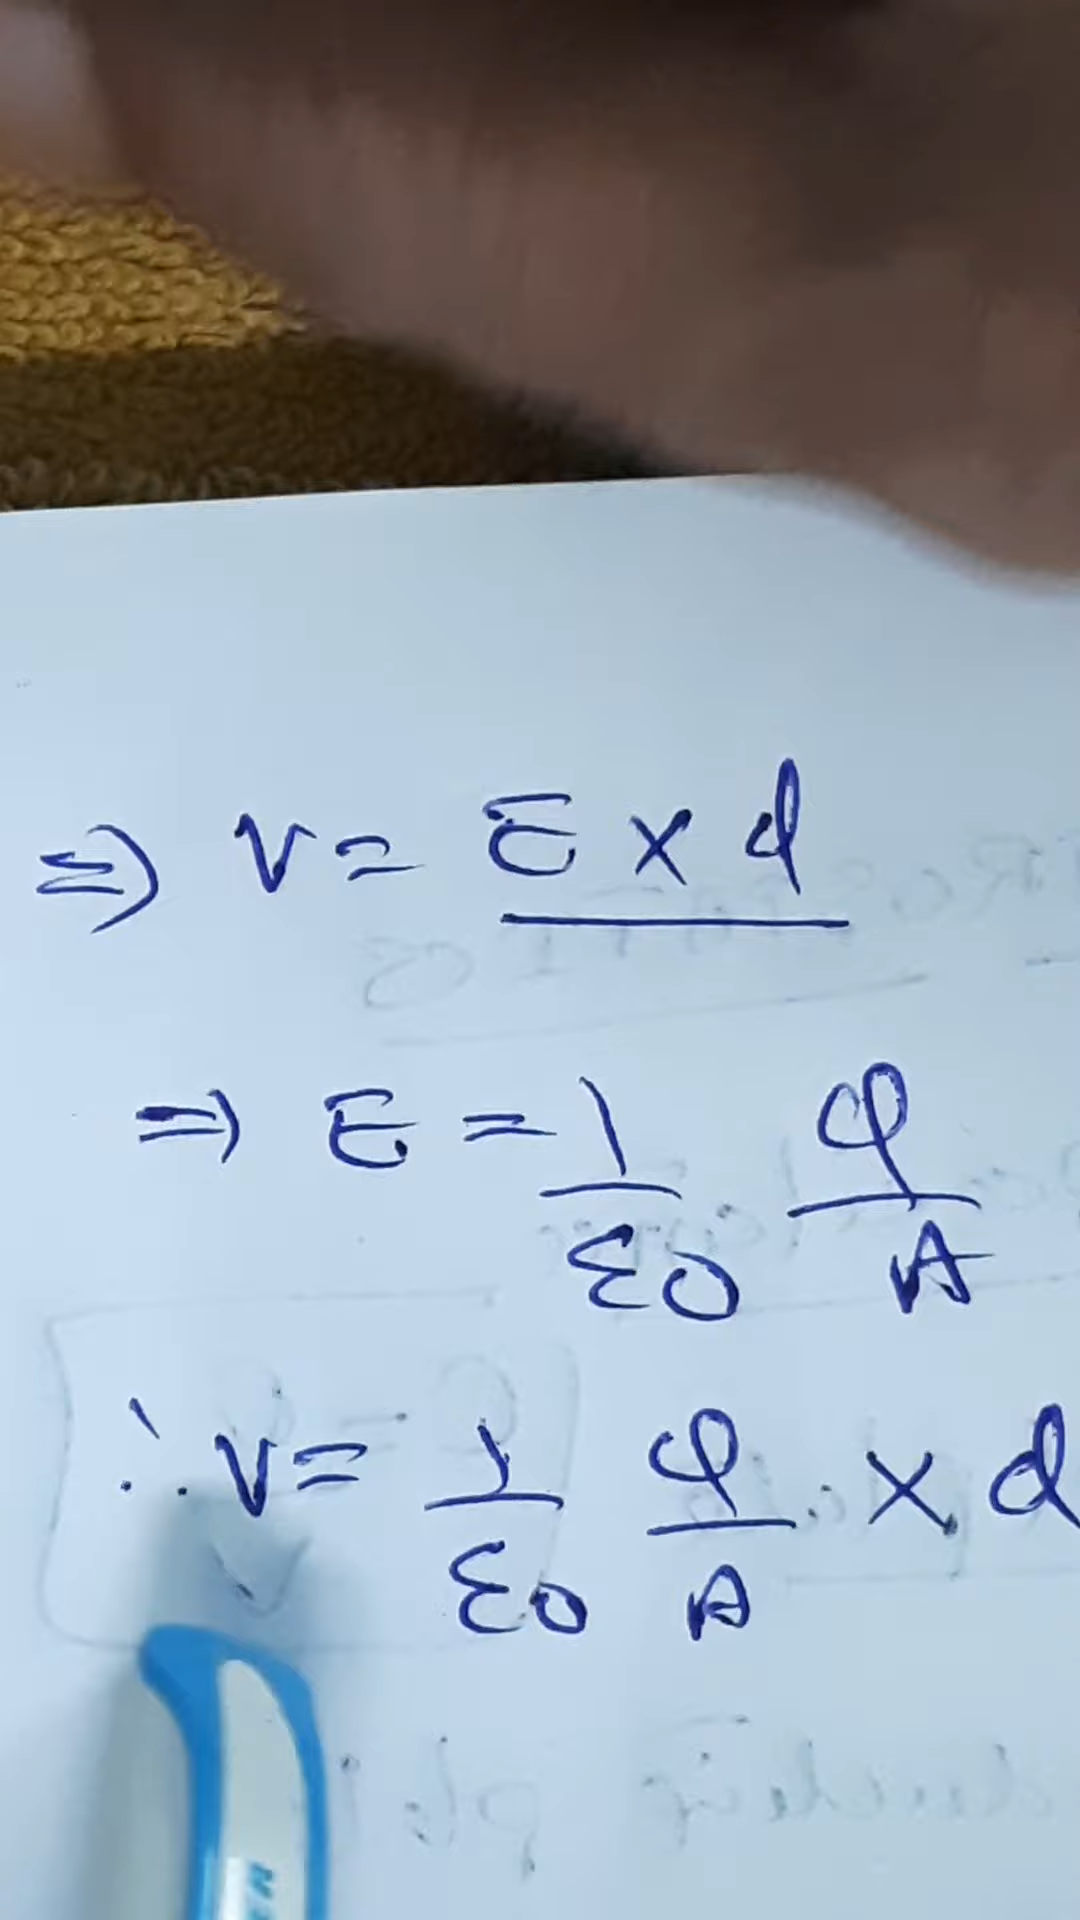 ⇒ V = E × d
⇒ E = 1/ε0 φ/A
∴ V = 1/ε0 φ/A . × d